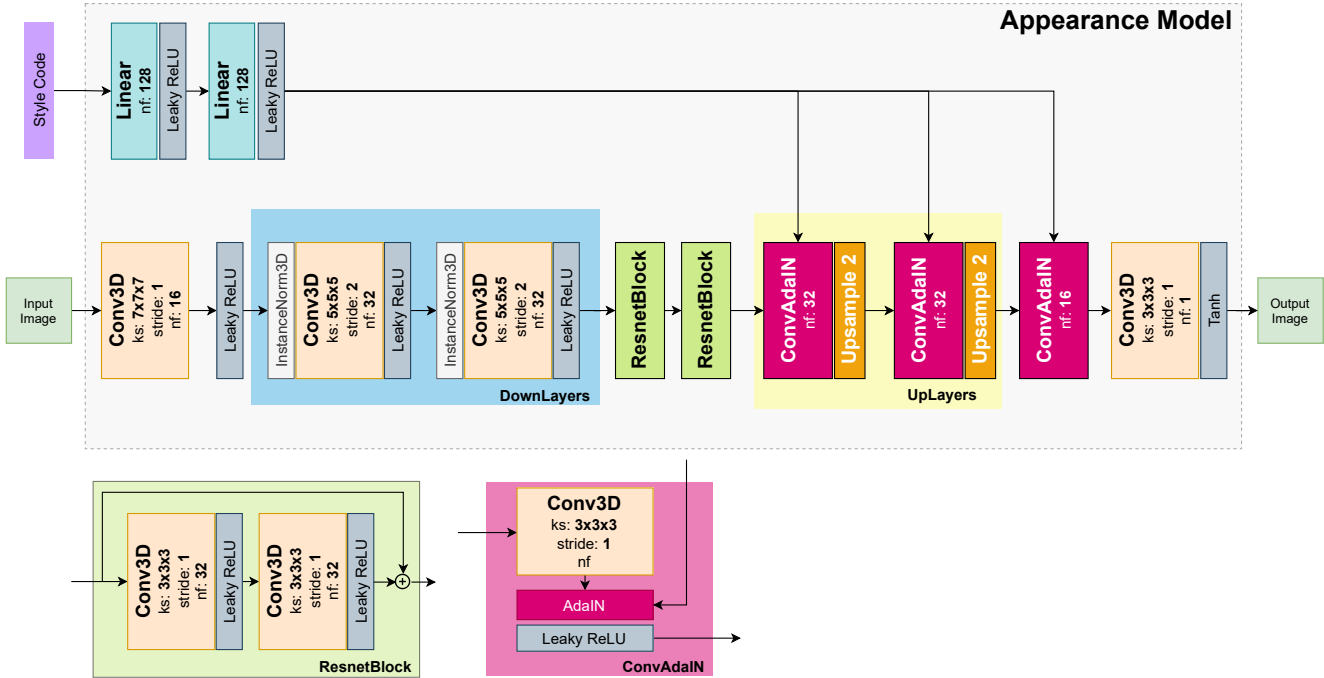 Appearance Model
Style Code
Linear
nf: 128
Leaky ReLU
Linear
nf: 128
Leaky ReLU
Input
Image
Conv3D
ks: 7x7x7
stride: 1
nf: 16
Leaky ReLU
InstanceNorm3D
Conv3D
ks: 5x5x5
stride: 2
nf: 32
Leaky ReLU
InstanceNorm3D
Conv3D
ks: 5x5x5
stride: 2
nf: 32
Leaky ReLU
DownLayers
ResnetBlock
ResnetBlock
ConvAdaIN
nf: 32
Upsample 2
ConvAdaIN
nf: 32
Upsample 2
UpLayers
ConvAdaIN
nf: 16
Conv3D
ks: 3x3x3
stride: 1
nf: 1
Tanh
Output
Image
Conv3D
ks: 3x3x3
stride: 1
nf: 32
Leaky ReLU
Conv3D
ks: 3x3x3
stride: 1
nf: 32
Leaky ReLU
ResnetBlock
Conv3D
ks: 3x3x3
stride: 1
nf
AdaIN
Leaky ReLU
ConvAdaIN